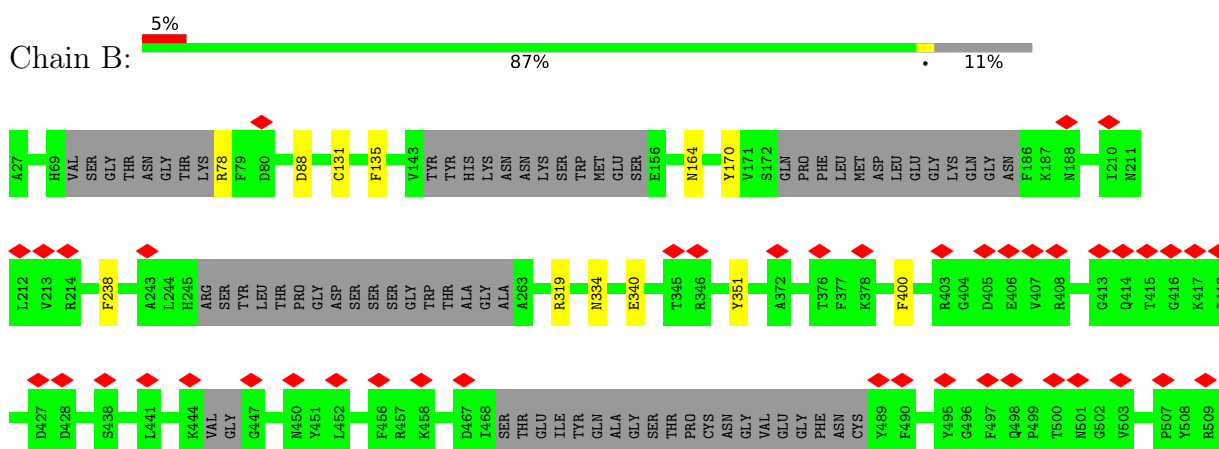 5%
Chain B:
87% • 11%
A27 H69 VAL SER GLY THR ASN GLY THR LYS R78 F79 D80 D88 C131 F135 V143 TYR TYR HIS LYS ASN ASN LYS SER TRP MET GLU SER E156 N164 Y170 V171 S172 GLN PRO PHE LEU MET ASP LEU GLU GLY LYS GLN GLY ASN F186 K187 N188 I210 N211
L212 V213 R214 F238 A243 L244 H245 ARG SER TYR LEU THR PRO GLY ASP SER SER SER GLY TRP THR ALA GLY ALA A263 R319 N334 E340 T345 R346 Y351 A372 T376 F377 K378 F400 R403 G404 D405 E406 V407 R408 G413 Q414 T415 G416 K417
D427 D428 S438 L441 K444 VAL GLY G447 N450 Y451 L452 F456 R457 K458 D467 I468 SER THR GLU ILE TYR GLN ALA GLY SER THR PRO CYS ASN GLY VAL GLU GLY PHE ASN CYS Y489 F490 Y495 G496 F497 Q498 P499 T500 N501 G502 V503 P507 Y508 R509